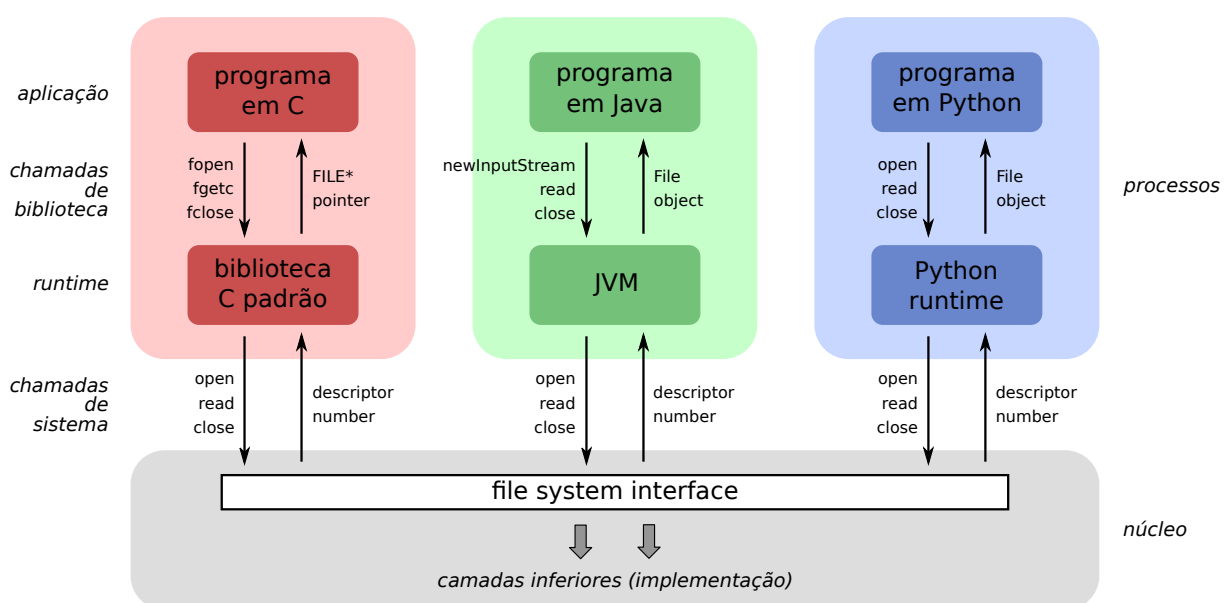 aplicação
programa
em C
programa
em Java
programa
em Python
chamadas
de
biblioteca
fopen
fgetc
fclose
FILE*
pointer
newInputStream
read
close
File
object
open
read
close
File
object
processos
runtime
biblioteca
C padrão
JVM
Python
runtime
chamadas
de
sistema
open
read
close
descriptor
number
open
read
close
descriptor
number
open
read
close
descriptor
number
file system interface
núcleo
camadas inferiores (implementação)